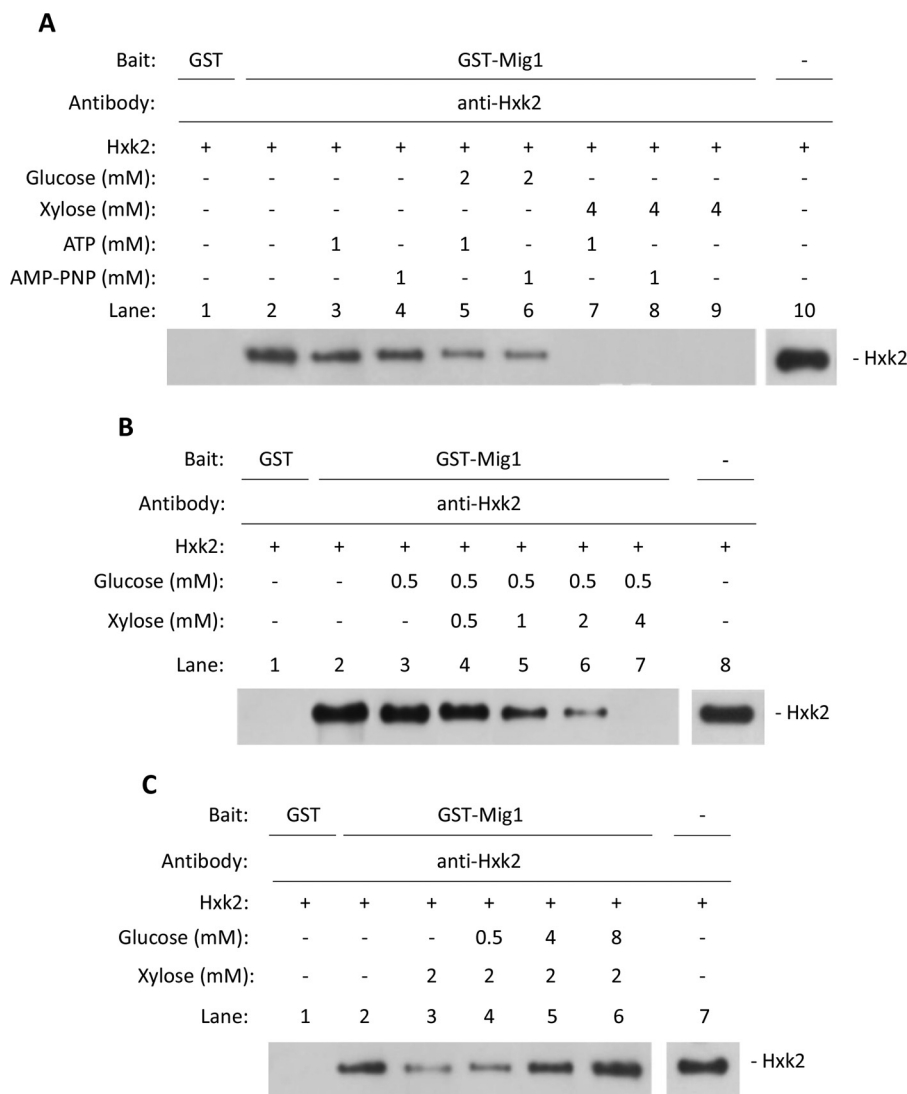 A
Bait: GST GST-Mig1 -
Antibody: anti-Hxk2
Hxk2: + + + + + + + + + +
Glucose (mM): - - - - 2 2 - - - -
Xylose (mM): - - - - - - 4 4 4 -
ATP (mM): - - 1 - 1 - 1 - - -
AMP-PNP (mM): - - - 1 - 1 - 1 - -
Lane: 1 2 3 4 5 6 7 8 9 10
- Hxk2
B
Bait: GST GST-Mig1 -
Antibody: anti-Hxk2
Hxk2: + + + + + + + +
Glucose (mM): - - 0.5 0.5 0.5 0.5 0.5 -
Xylose (mM): - - - 0.5 1 2 4 -
Lane: 1 2 3 4 5 6 7 8
- Hxk2
C
Bait: GST GST-Mig1 -
Antibody: anti-Hxk2
Hxk2: + + + + + + +
Glucose (mM): - - - 0.5 4 8 -
Xylose (mM): - - 2 2 2 2 -
Lane: 1 2 3 4 5 6 7
- Hxk2